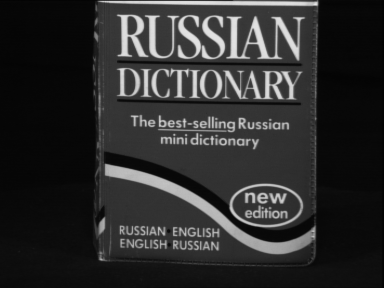 RUSSIAN
DICTIONARY
The best-selling Russian
mini dictionary
new
edition
RUSSIAN·ENGLISH
ENGLISH·RUSSIAN